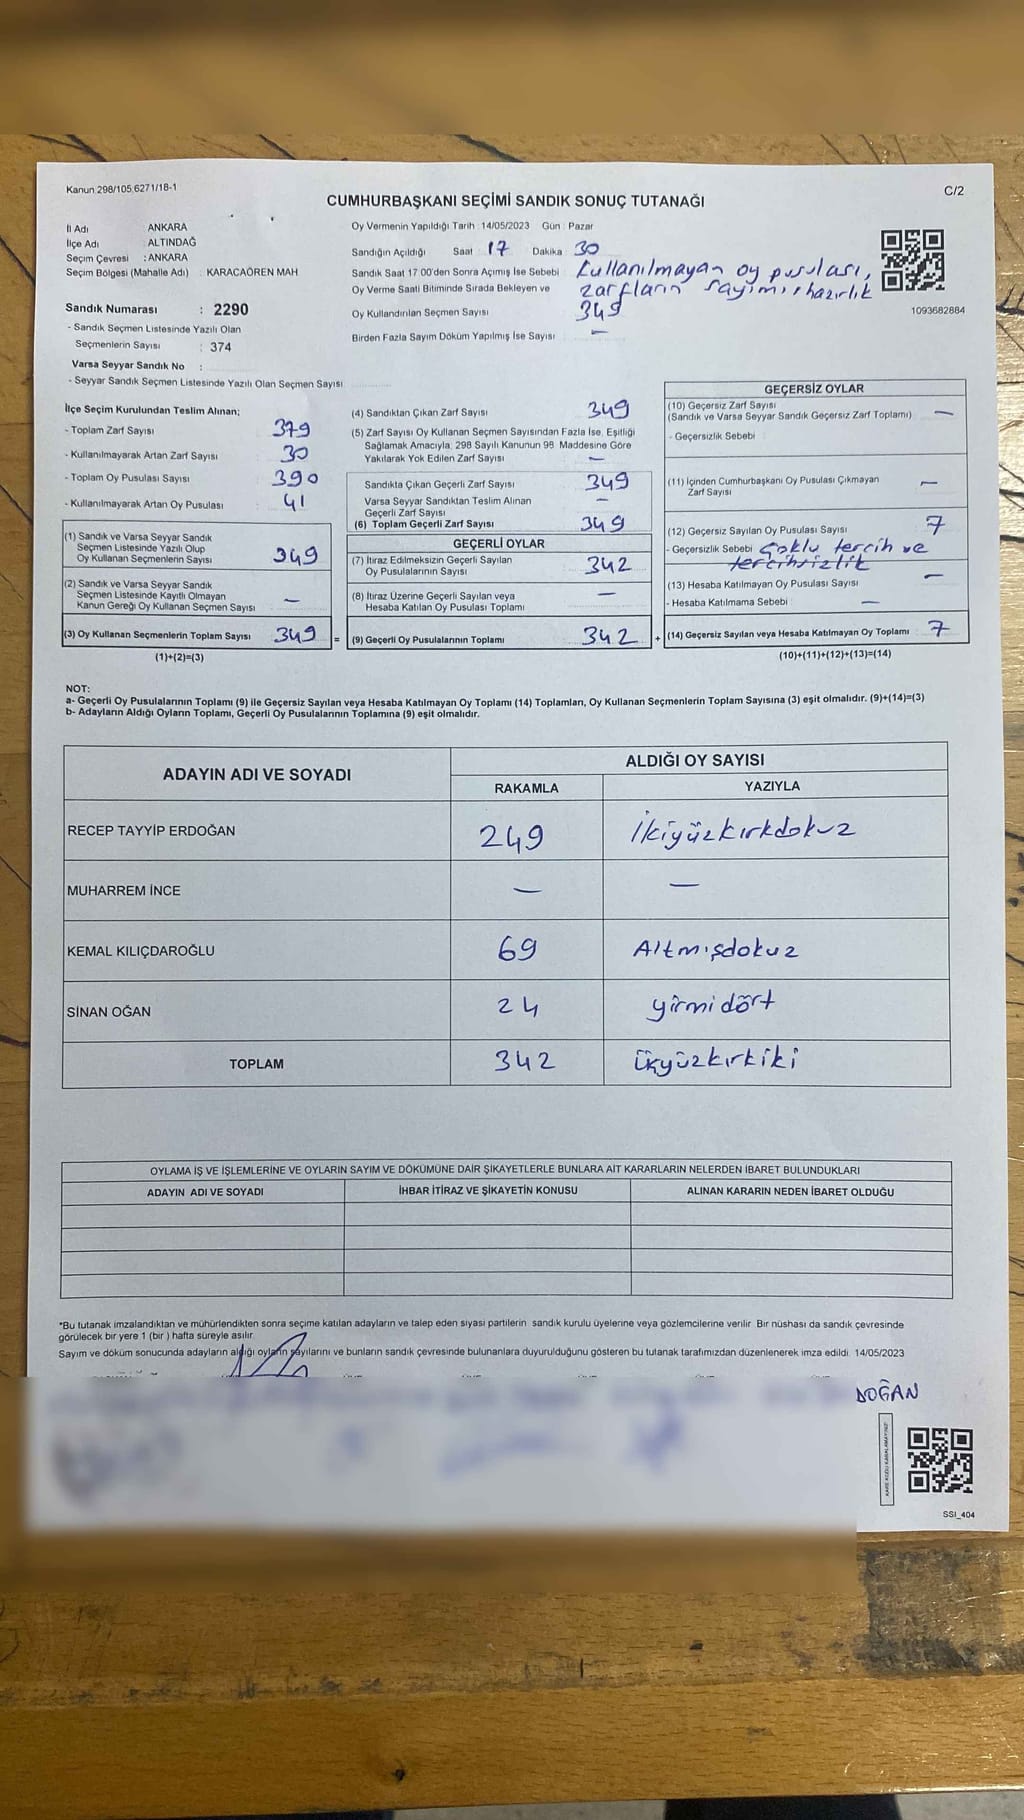 Kanun 298/105,6271/18-1
C/2
CUMHURBAŞKANI SEÇİMİ SANDIK SONUÇ TUTANAĞI
İl Adı ANKARA
İlçe Adı ALTINDAĞ
Seçim Çevresi : ANKARA
Seçim Bölgesi (Mahalle Adı) : KARACAÖREN MAH
Sandık Numarası : 2290
- Sandık Seçmen Listesinde Yazılı Olan
Seçmenlerin Sayısı : 374
Varsa Seyyar Sandık No :
- Seyyar Sandık Seçmen Listesinde Yazılı Olan Seçmen Sayısı
Oy Vermenin Yapıldığı Tarih : 14/05/2023 Gün : Pazar
Sandığın Açıldığı Saat 17 Dakika 30
Sandık Saat 17 00'den Sonra Açımış İse Sebebi kullanılmayan oy pusulası,
Oy Verme Saati Bitiminde Sırada Bekleyen ve zarfların sayımı, hazırlık
Oy Kullandırılan Seçmen Sayısı 349
Birden Fazla Sayım Döküm Yapılmış İse Sayısı —
1093682884
İlçe Seçim Kurulundan Teslim Alınan;
- Toplam Zarf Sayısı 379
- Kullanılmayarak Artan Zarf Sayısı 30
- Toplam Oy Pusulası Sayısı 390
- Kullanılmayarak Artan Oy Pusulası 41
(1) Sandık ve Varsa Seyyar Sandık
Seçmen Listesinde Yazılı Olup
Oy Kullanan Seçmenlerin Sayısı 349
(2) Sandık ve Varsa Seyyar Sandık
Seçmen Listesinde Kayıtlı Olmayan
Kanun Gereği Oy Kullanan Seçmen Sayısı —
(3) Oy Kullanan Seçmenlerin Toplam Sayısı 349 =
(1)+(2)=(3)
(4) Sandıktan Çıkan Zarf Sayısı 349
(5) Zarf Sayısı Oy Kullanan Seçmen Sayısından Fazla İse, Eşitliği
Sağlamak Amacıyla, 298 Sayılı Kanunun 98. Maddesine Göre
Yakılarak Yok Edilen Zarf Sayısı —
Sandıkta Çıkan Geçerli Zarf Sayısı 349
Varsa Seyyar Sandıktan Teslim Alınan
Geçerli Zarf Sayısı —
(6) Toplam Geçerli Zarf Sayısı 349
GEÇERLİ OYLAR
(7) İtiraz Edilmeksizin Geçerli Sayılan
Oy Pusulalarının Sayısı 342
(8) İtiraz Üzerine Geçerli Sayılan veya
Hesaba Katılan Oy Pusulası Toplamı —
(9) Geçerli Oy Pusulalarının Toplamı 342 +
GEÇERSİZ OYLAR
(10) Geçersiz Zarf Sayısı
(Sandık ve Varsa Seyyar Sandık Geçersiz Zarf Toplamı) —
- Geçersizlik Sebebi
(11) İçinden Cumhurbaşkanı Oy Pusulası Çıkmayan
Zarf Sayısı —
(12) Geçersiz Sayılan Oy Pusulası Sayısı 7
- Geçersizlik Sebebi Çoklu tercih ve
tercihsizlik
(13) Hesaba Katılmayan Oy Pusulası Sayısı —
- Hesaba Katılmama Sebebi —
(14) Geçersiz Sayılan veya Hesaba Katılmayan Oy Toplamı 7
(10)+(11)+(12)+(13)=(14)
NOT:
a- Geçerli Oy Pusulalarının Toplamı (9) ile Geçersiz Sayılan veya Hesaba Katılmayan Oy Toplamı (14) Toplamları, Oy Kullanan Seçmenlerin Toplam Sayısına (3) eşit olmalıdır. (9)+(14)=(3)
b- Adayların Aldığı Oyların Toplamı, Geçerli Oy Pusulalarının Toplamına (9) eşit olmalıdır.
ADAYIN ADI VE SOYADI ALDIĞI OY SAYISI
RAKAMLA YAZIYLA
RECEP TAYYİP ERDOĞAN 249 İkiyüzkırkdokuz
MUHARREM İNCE — —
KEMAL KILIÇDAROĞLU 69 Altmışdokuz
SİNAN OĞAN 24 yirmidört
TOPLAM 342 üçyüzkırkiki
OYLAMA İŞ VE İŞLEMLERİNE VE OYLARIN SAYIM VE DÖKÜMÜNE DAİR ŞİKAYETLERLE BUNLARA AİT KARARLARIN NELERDEN İBARET BULUNDUKLARI
ADAYIN ADI VE SOYADI İHBAR İTİRAZ VE ŞİKAYETİN KONUSU ALINAN KARARIN NEDEN İBARET OLDUĞU
*Bu tutanak imzalandıktan ve mühürlendikten sonra seçime katılan adayların ve talep eden siyasi partilerin sandık kurulu üyelerine veya gözlemcilerine verilir. Bir nüshası da sandık çevresinde
görülecek bir yere 1 (bir ) hafta süreyle asılır.
Sayım ve döküm sonucunda adayların aldığı oyların sayılarını ve bunların sandık çevresinde bulunanlara duyurulduğunu gösteren bu tutanak tarafımızdan düzenlenerek imza edildi. 14/05/2023
DOĞAN
KARE KODU KARALAMAYINIZ
SSI_404